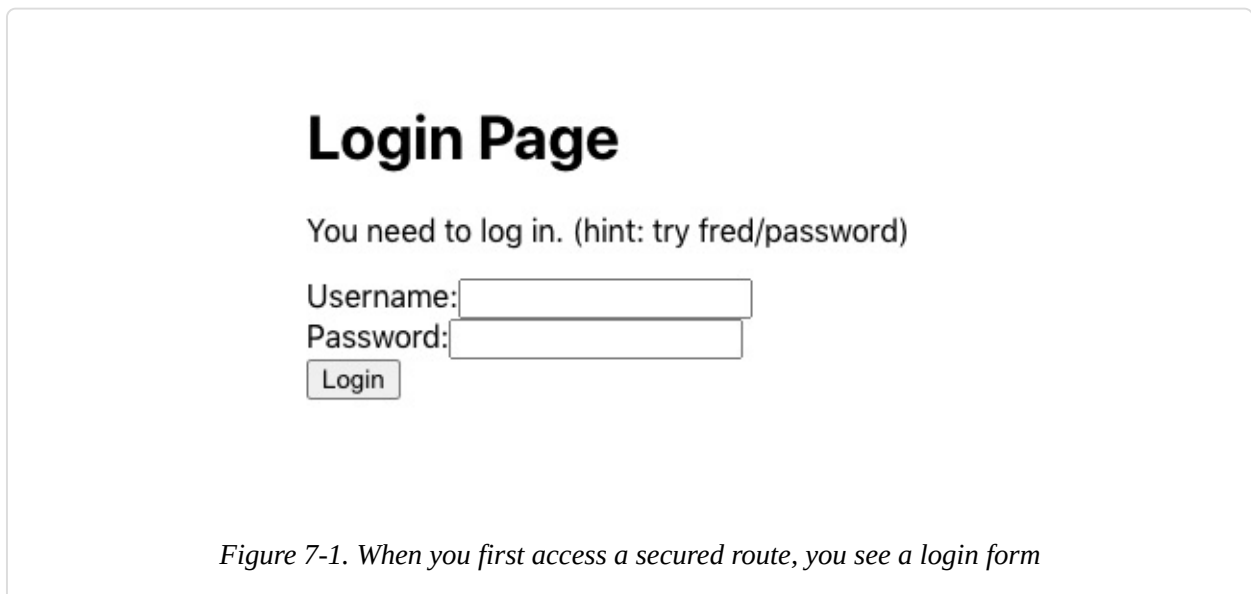 Login Page
You need to log in. (hint: try fred/password)
Username:
Password:
Login
Figure 7-1. When you first access a secured route, you see a login form